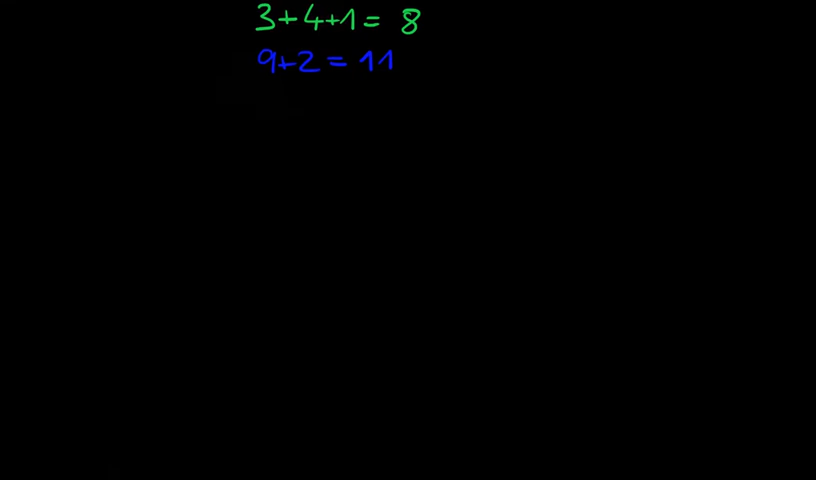 3+4+1= 8
9+2 = 11